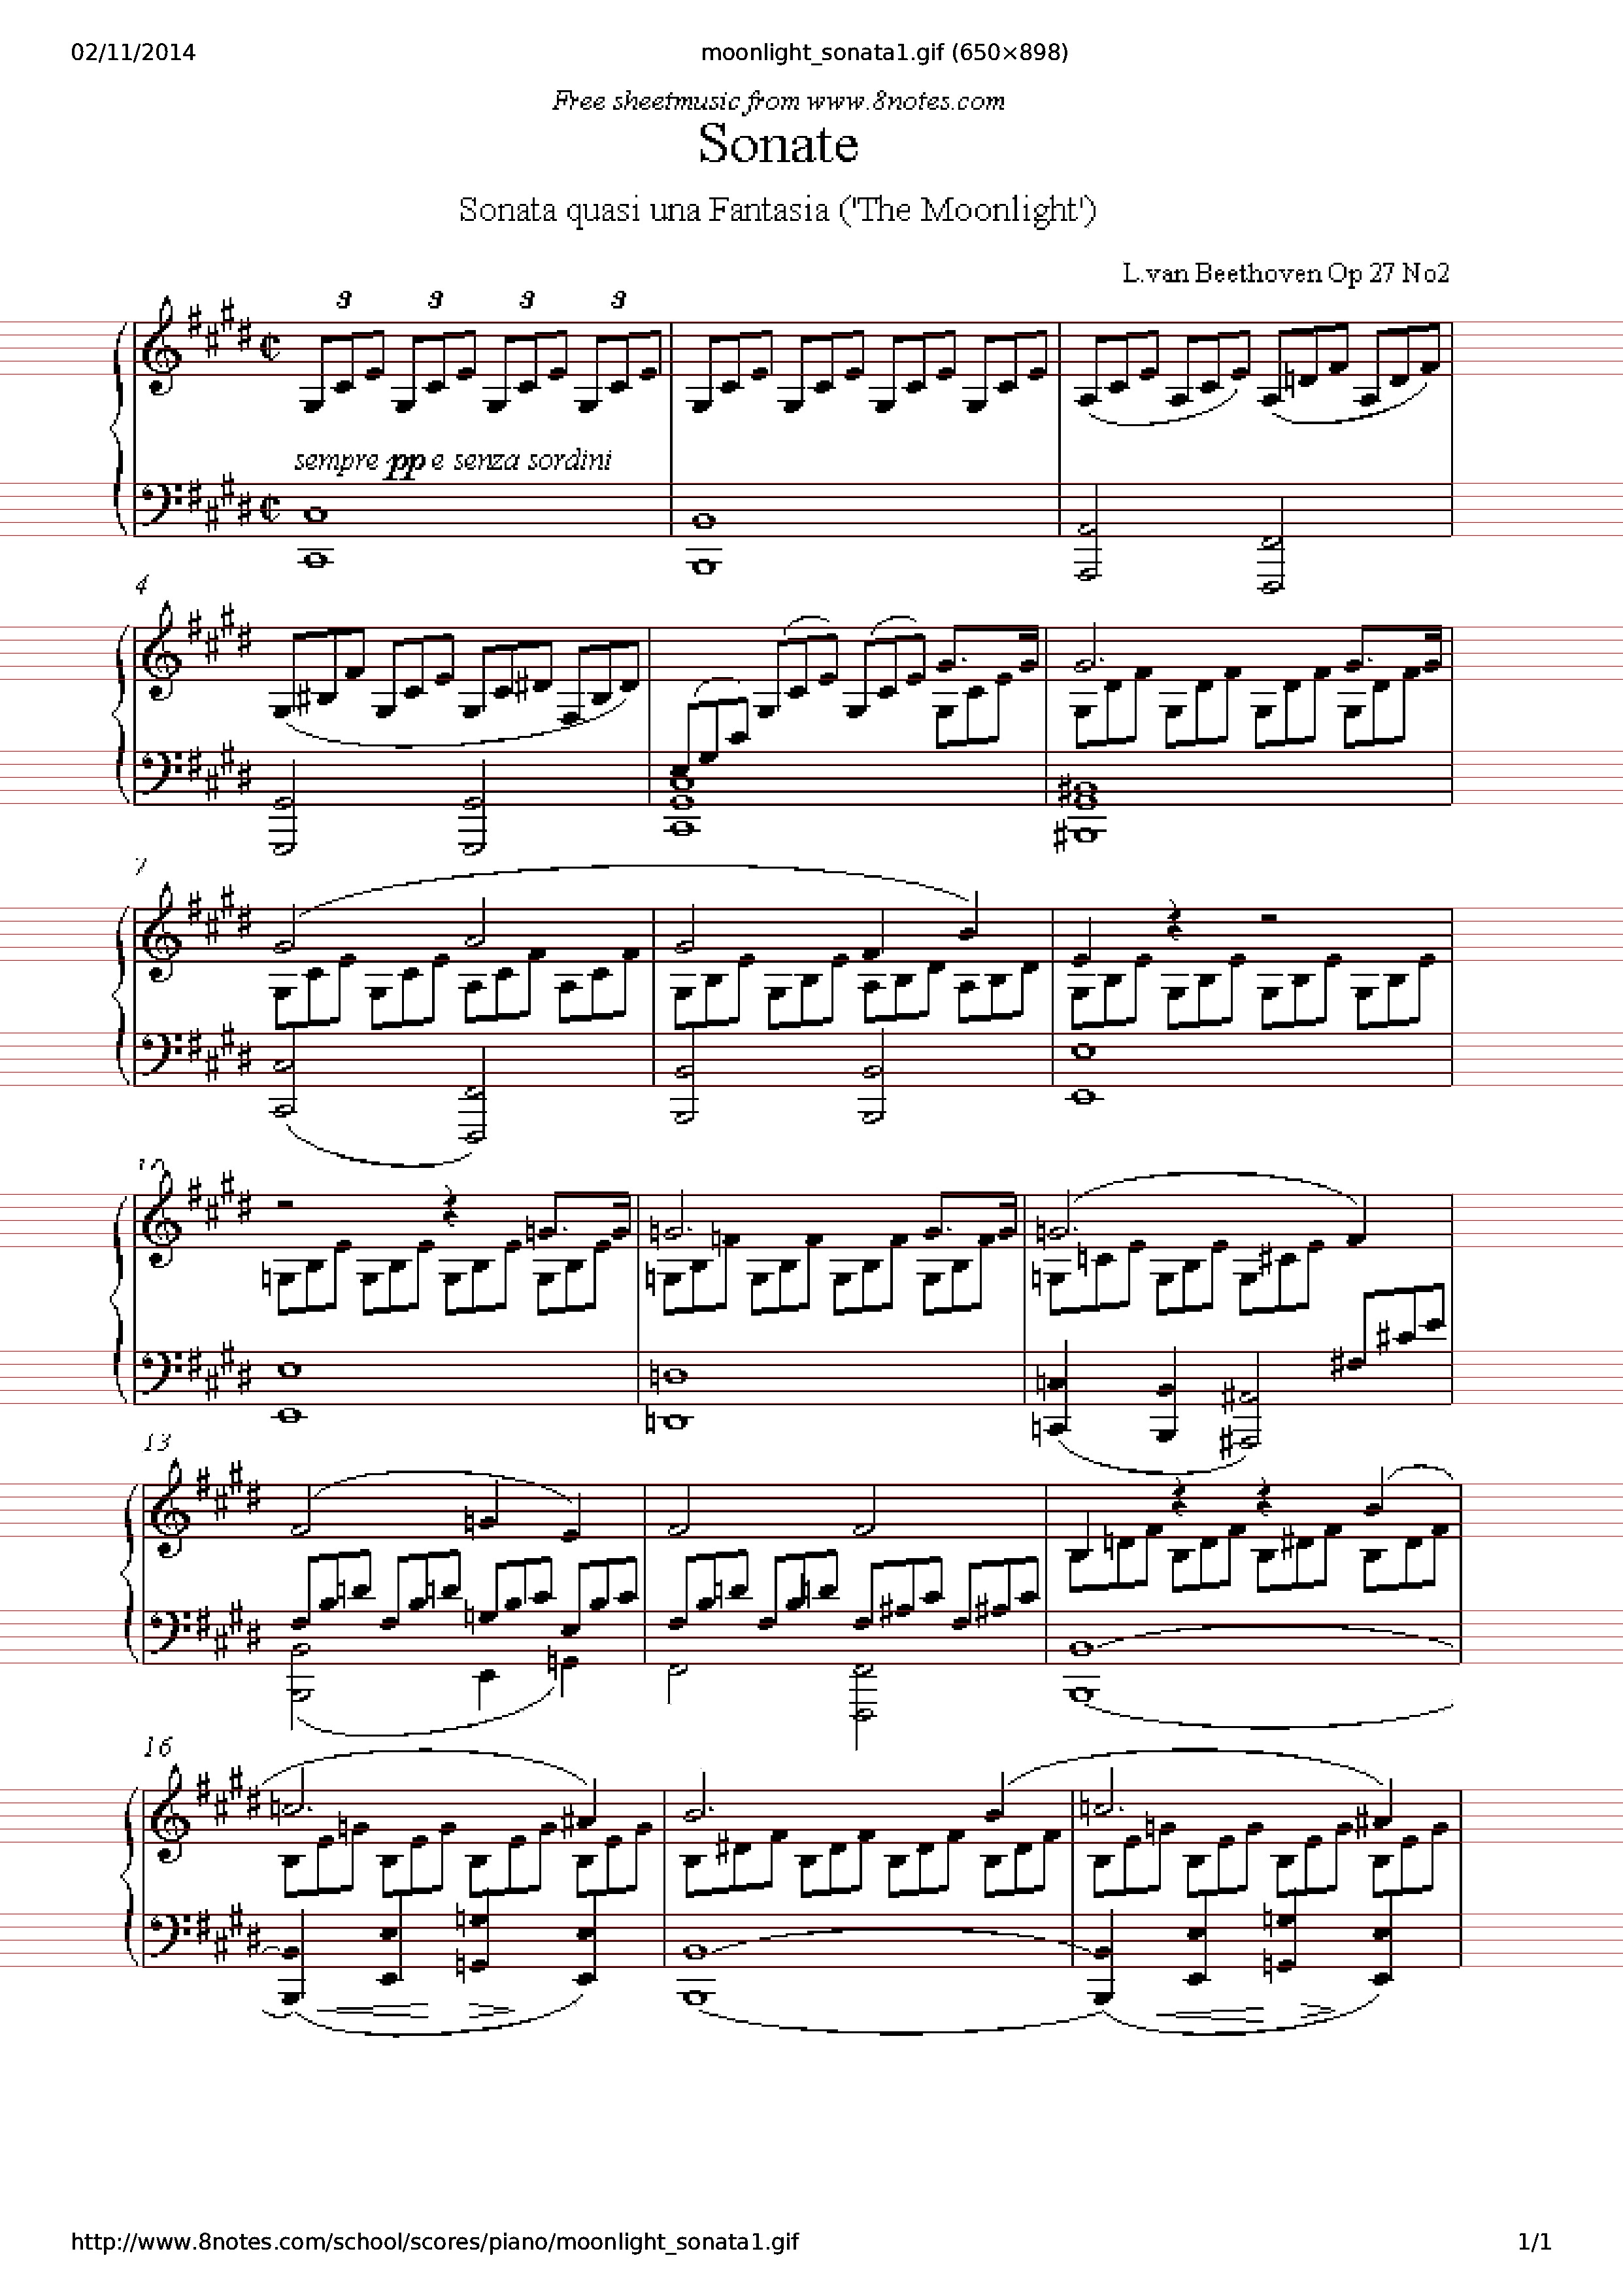 02/11/2014 moonlight_sonata1.gif (650×898)
Free sheetmusic from www.8notes.com
Sonate
Sonata quasi una Fantasia ('The Moonlight')
L.van Beethoven Op 27 No2
3 3 3 3
sempre pp e senza sordini
4
7
13
16
http://www.8notes.com/school/scores/piano/moonlight_sonata1.gif 1/1